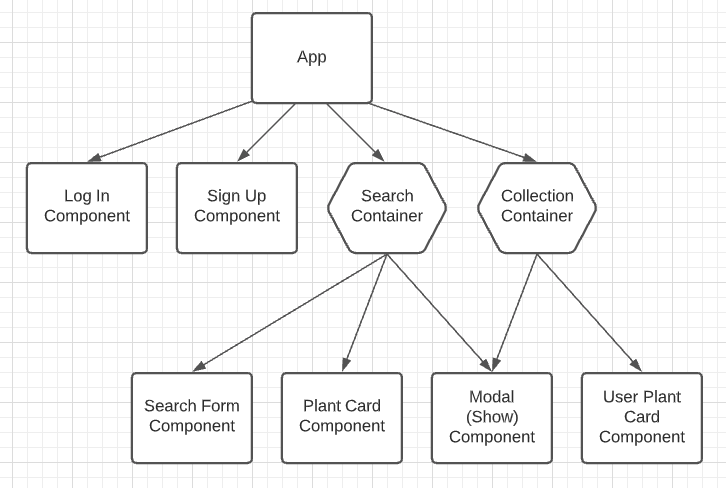 App
Log In
Component
Sign Up
Component
Search
Container
Collection
Container
Search Form
Component
Plant Card
Component
Modal
(Show)
Component
User Plant
Card
Component